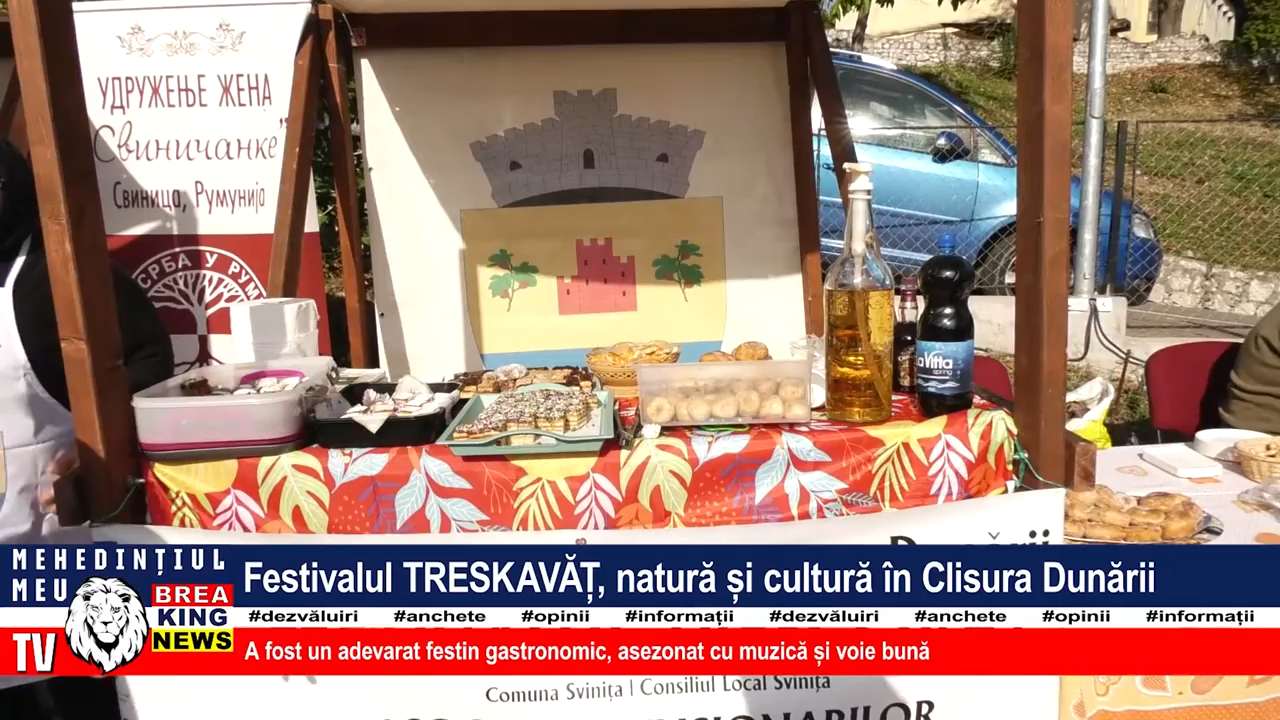 УДРУЖЕЊЕ ЖЕНА
"Свиничанке"
Свиница, Румунија
СРБА У РУМ
La Vitta
spring
MEHEDINȚIUL
MEU
TV
BREA
KING
NEWS
Festivalul TRESKAVĂȚ, natură și cultură în Clisura Dunării
#dezvăluiri #anchete #opinii #informații #dezvăluiri #anchete #opinii #informații
A fost un adevarat festin gastronomic, asezonat cu muzică și voie bună
Comuna Svinița | Consiliul Local Svinița